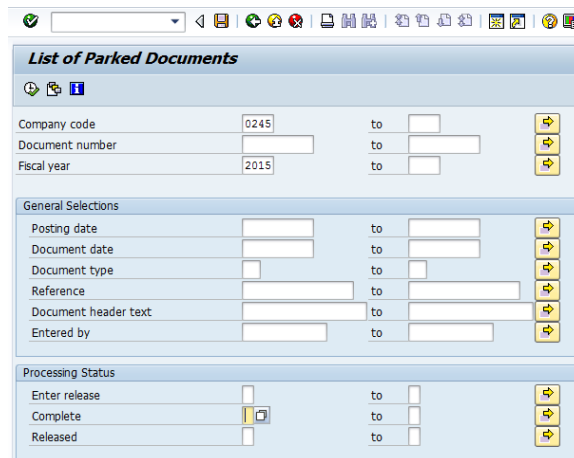 List of Parked Documents
Company code 0245 to
Document number to
Fiscal year 2015 to
General Selections
Posting date to
Document date to
Document type to
Reference to
Document header text to
Entered by to
Processing Status
Enter release to
Complete to
Released to